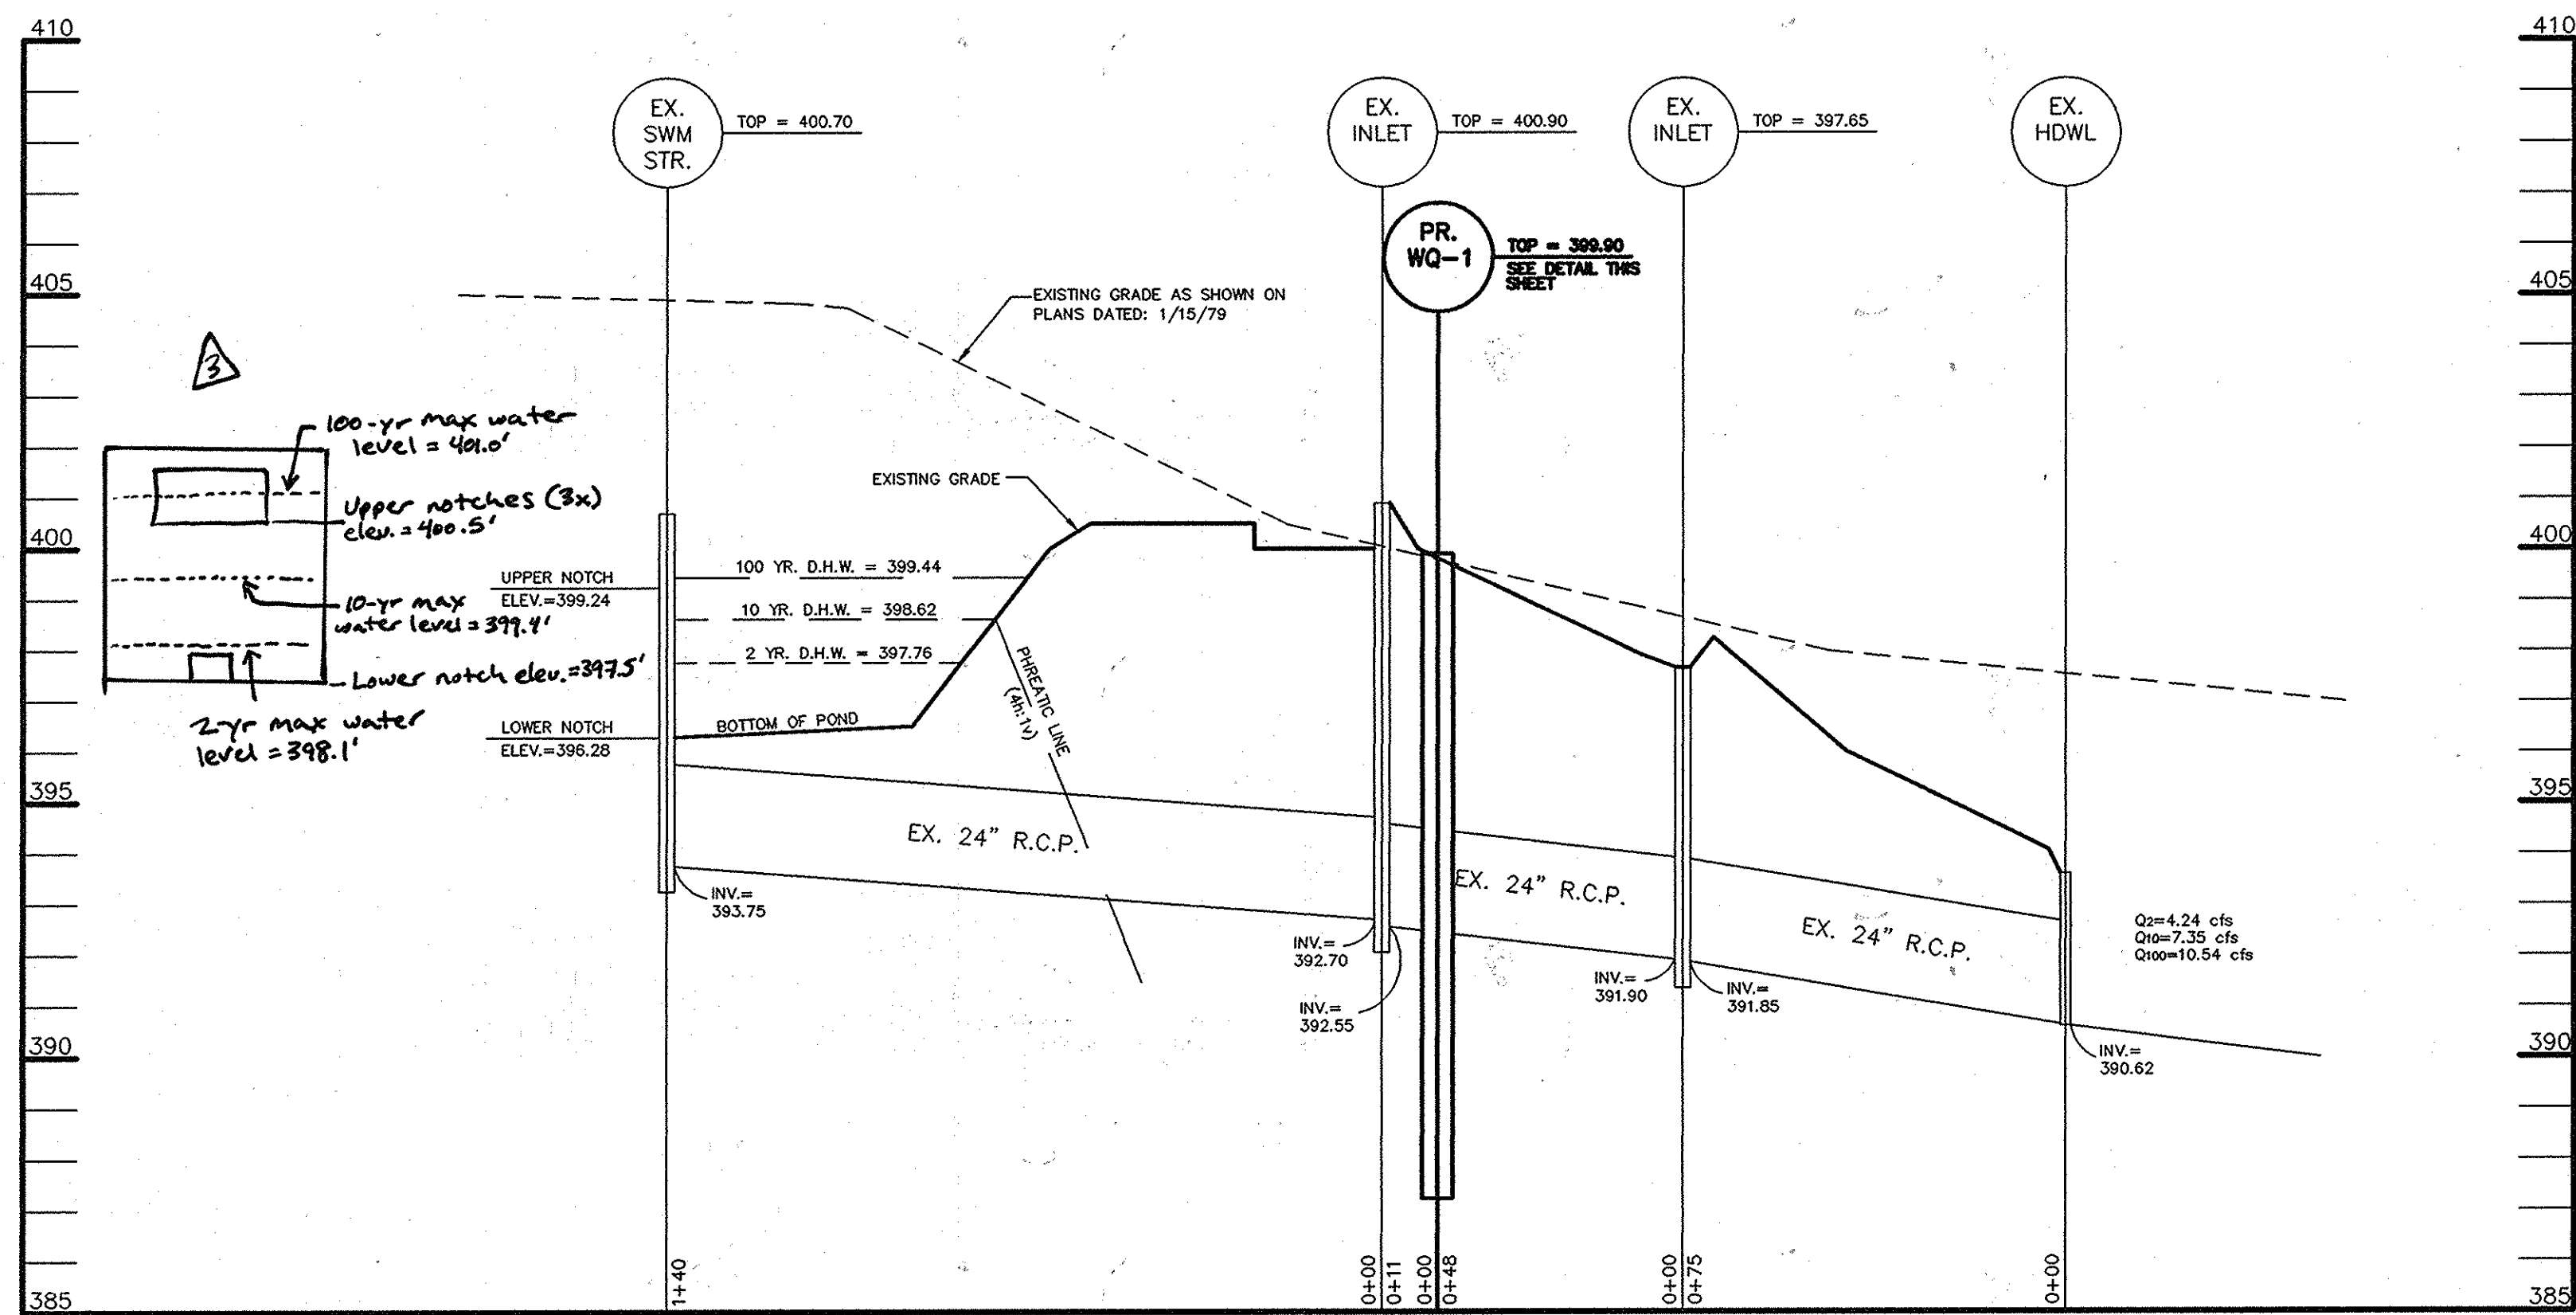 410
410
EX.
SWM
STR.
TOP = 400.70
EX.
INLET
TOP = 400.90
EX.
INLET
TOP = 397.65
EX.
HDWL
PR.
WQ-1
TOP = 399.90
SEE DETAIL THIS
SHEET
405
405
EXISTING GRADE AS SHOWN ON
PLANS DATED: 1/15/79
3
100-yr max water
level = 401.0'
Upper notches (3x)
elev. = 400.5'
10-yr max
water level = 399.4'
Lower notch elev. = 397.5'
2-yr max water
level = 398.1'
EXISTING GRADE
400
400
UPPER NOTCH
ELEV.=399.24
100 YR. D.H.W. = 399.44
10 YR. D.H.W. = 398.62
2 YR. D.H.W. = 397.76
PHREATIC LINE
(4h:1v)
LOWER NOTCH
ELEV.=396.28
BOTTOM OF POND
395
395
EX. 24" R.C.P.
EX. 24" R.C.P.
EX. 24" R.C.P.
INV.=
393.75
INV.=
392.70
INV.=
392.55
INV.=
391.90
INV.=
391.85
Q2=4.24 cfs
Q10=7.35 cfs
Q100=10.54 cfs
390
390
INV.=
390.62
1+40
0+00
0+11
0+00
0+48
0+00
0+75
0+00
385
385